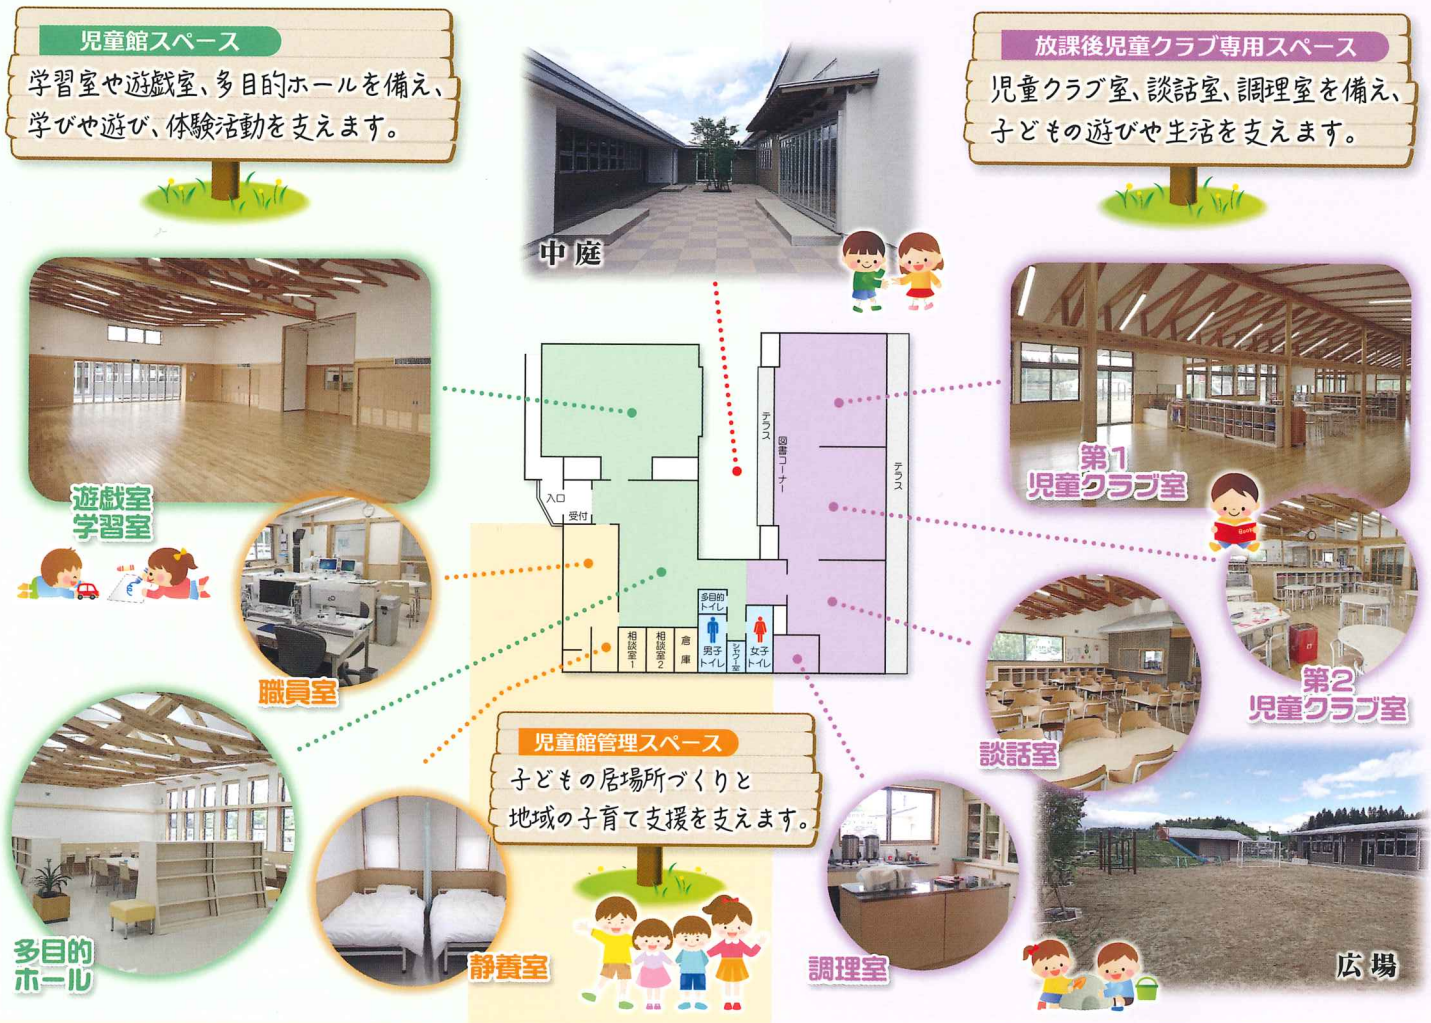 児童館スペース
学習室や遊戯室、多目的ホールを備え、
学びや遊び、体験活動を支えます。
中庭
放課後児童クラブ専用スペース
児童クラブ室、談話室、調理室を備え、
子どもの遊びや生活を支えます。
遊戯室
学習室
職員室
多目的
ホール
静養室
入口
受付
テラス
図書コーナー
テラス
相談室1
相談室2
倉庫
多目的
トイレ
男子
トイレ
シャワー室
女子
トイレ
児童館管理スペース
子どもの居場所づくりと
地域の子育て支援を支えます。
第1
児童クラブ室
第2
児童クラブ室
談話室
調理室
広場